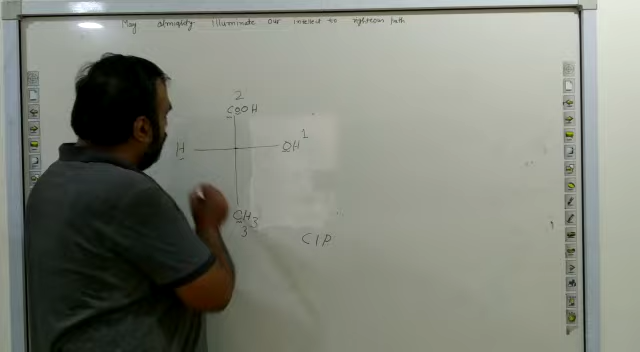 May almighty illuminate our intellect to righteous path
2
COOH
H OH 1
CH3
3
CIP